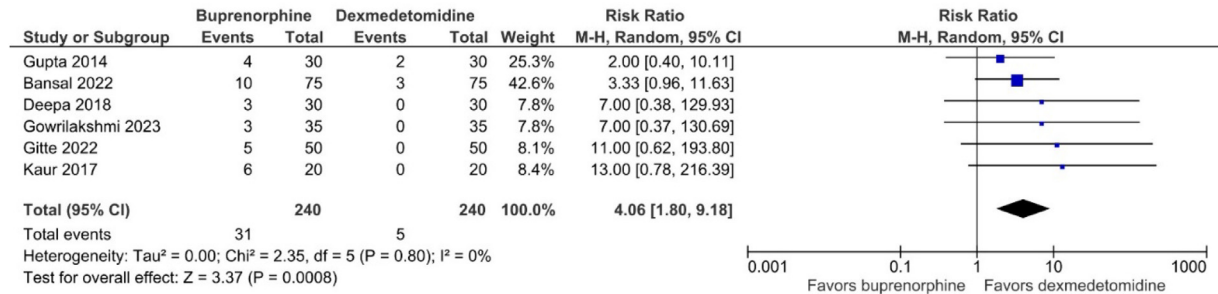 Buprenorphine Dexmedetomidine Risk Ratio Risk Ratio
Study or Subgroup Events Total Events Total Weight M-H, Random, 95% CI M-H, Random, 95% CI
Gupta 2014 4 30 2 30 25.3% 2.00 [0.40, 10.11]
Bansal 2022 10 75 3 75 42.6% 3.33 [0.96, 11.63]
Deepa 2018 3 30 0 30 7.8% 7.00 [0.38, 129.93]
Gowrilakshmi 2023 3 35 0 35 7.8% 7.00 [0.37, 130.69]
Gitte 2022 5 50 0 50 8.1% 11.00 [0.62, 193.80]
Kaur 2017 6 20 0 20 8.4% 13.00 [0.78, 216.39]
Total (95% CI) 240 240 100.0% 4.06 [1.80, 9.18]
Total events 31 5
Heterogeneity: Tau² = 0.00; Chi² = 2.35, df = 5 (P = 0.80); I² = 0%
Test for overall effect: Z = 3.37 (P = 0.0008)
0.001 0.1 1 10 1000
Favors buprenorphine Favors dexmedetomidine